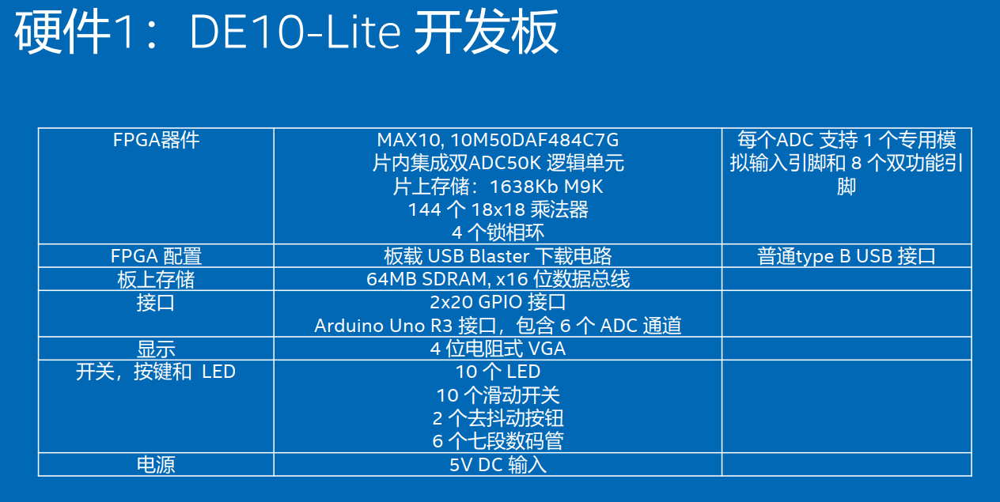 硬件1：DE10-Lite 开发板
FPGA器件
MAX10, 10M50DAF484C7G
片内集成双ADC50K 逻辑单元
片上存储：1638Kb M9K
144 个 18x18 乘法器
4 个锁相环
每个ADC 支持 1 个专用模
拟输入引脚和 8 个双功能引
脚
FPGA 配置
板载 USB Blaster 下载电路
普通type B USB 接口
板上存储
64MB SDRAM, x16 位数据总线
接口
2x20 GPIO 接口
Arduino Uno R3 接口，包含 6 个 ADC 通道
显示
4 位电阻式 VGA
开关，按键和 LED
10 个 LED
10 个滑动开关
2 个去抖动按钮
6 个七段数码管
电源
5V DC 输入